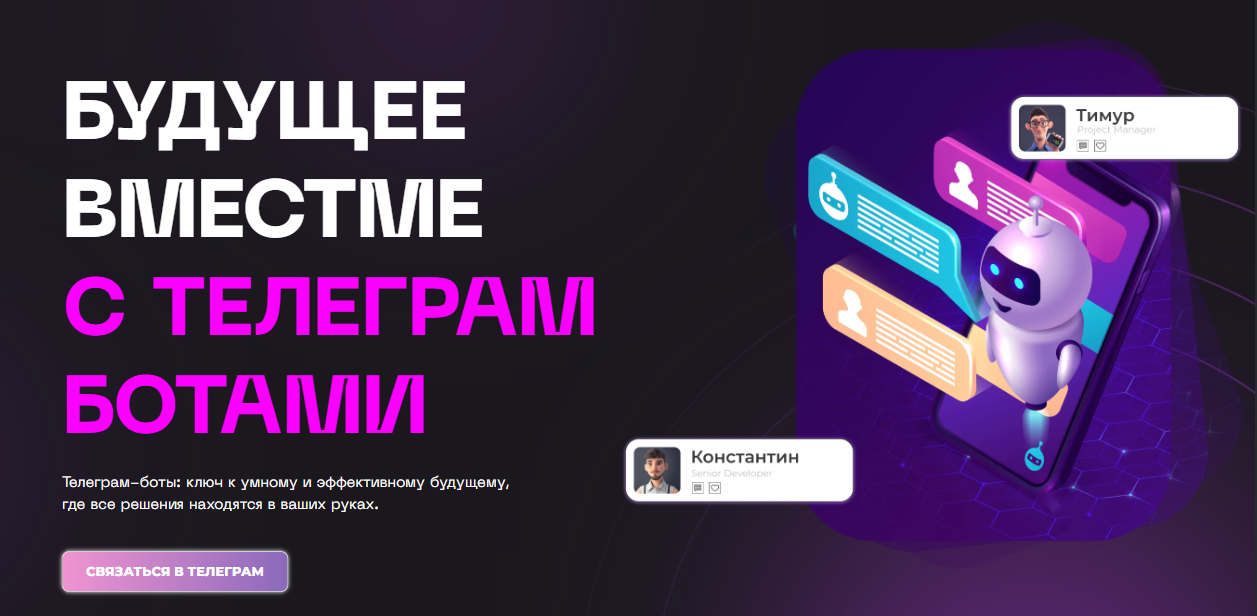 БУДУЩЕЕ
ВМЕСТМЕ
С ТЕЛЕГРАМ
БОТАМИ
Телеграм-боты: ключ к умному и эффективному будущему,
где все решения находятся в ваших руках.
СВЯЗАТЬСЯ В ТЕЛЕГРАМ
Тимур
Project Manager
Константин
Senior Developer